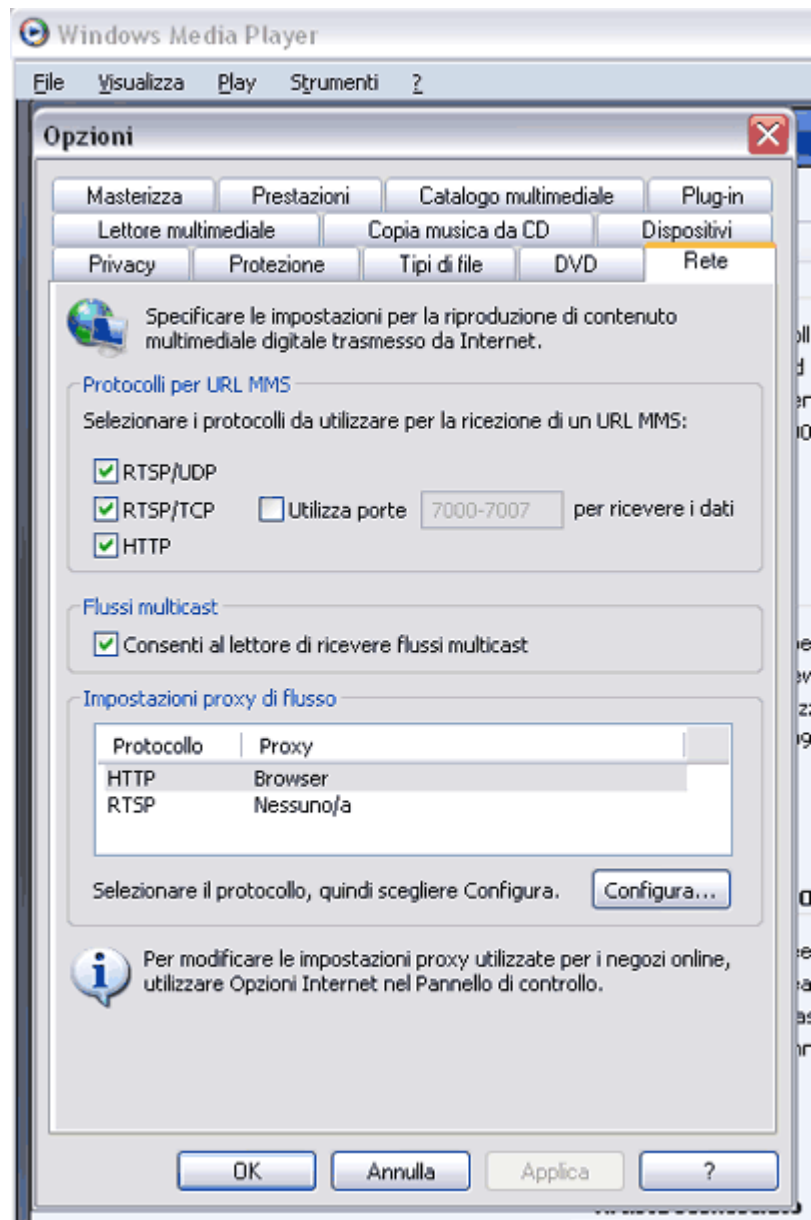 Windows Media Player
File Visualizza Play Strumenti ?
Opzioni
Masterizza Prestazioni Catalogo multimediale Plug-in
Lettore multimediale Copia musica da CD Dispositivi
Privacy Protezione Tipi di file DVD Rete
Specificare le impostazioni per la riproduzione di contenuto
multimediale digitale trasmesso da Internet.
Protocolli per URL MMS
Selezionare i protocolli da utilizzare per la ricezione di un URL MMS:
RTSP/UDP
RTSP/TCP Utilizza porte 7000-7007 per ricevere i dati
HTTP
Flussi multicast
Consenti al lettore di ricevere flussi multicast
Impostazioni proxy di flusso
Protocollo Proxy
HTTP Browser
RTSP Nessuno/a
Selezionare il protocollo, quindi scegliere Configura. Configura...
Per modificare le impostazioni proxy utilizzate per i negozi online,
utilizzare Opzioni Internet nel Pannello di controllo.
OK Annulla Applica ?